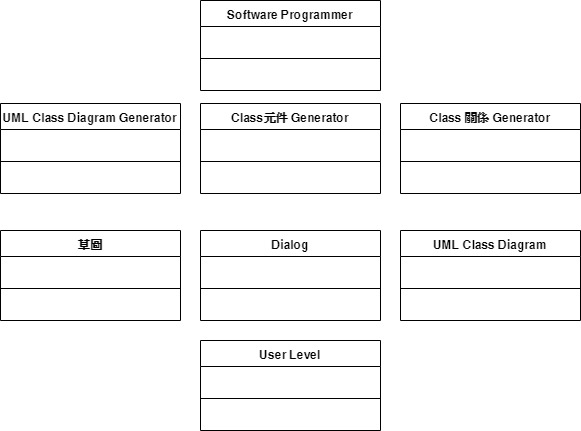 Software Programmer
UML Class Diagram Generator
Class元件 Generator
Class 關係 Generator
草圖
Dialog
UML Class Diagram
User Level